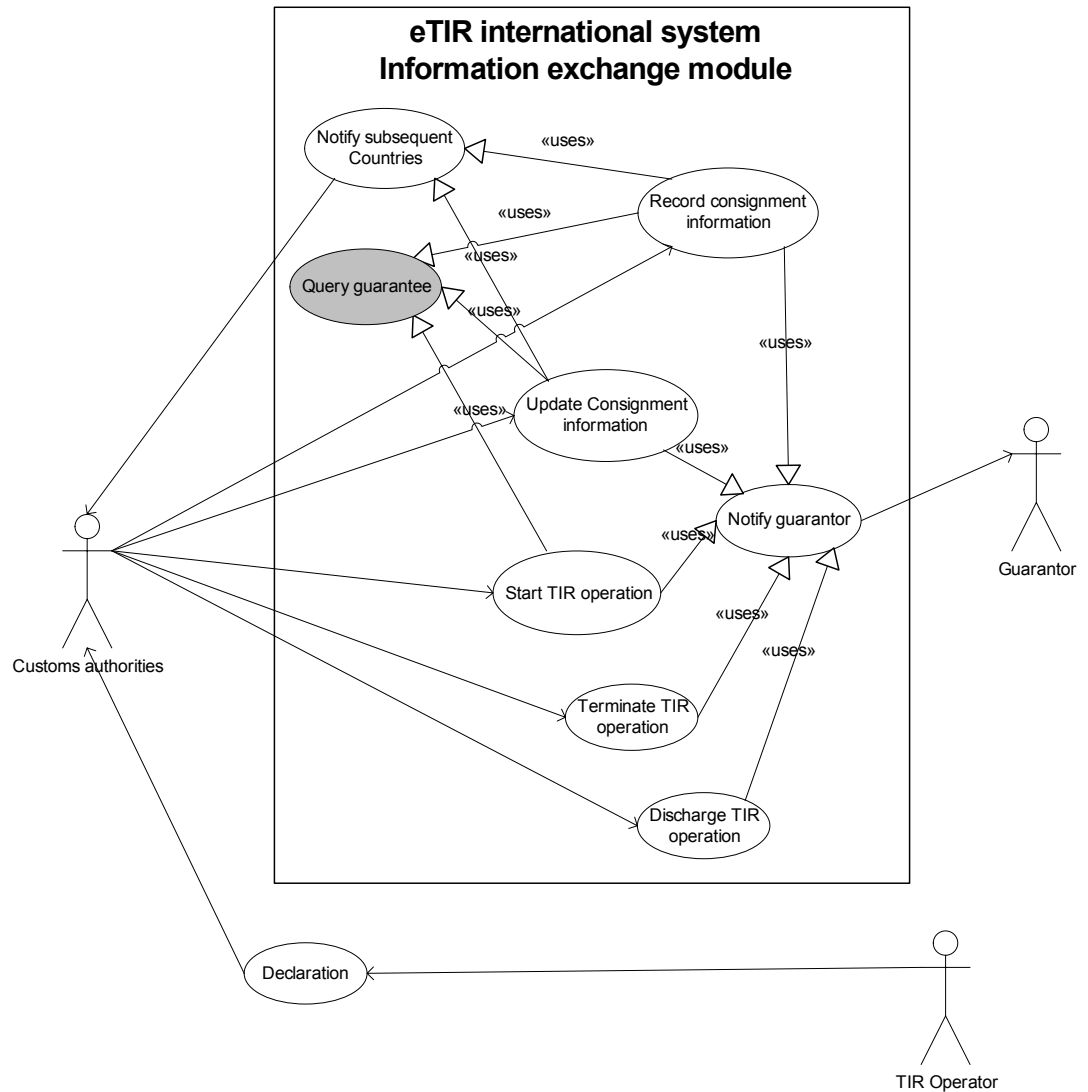 eTIR international system
Information exchange module
Notify subsequent
Countries
«uses»
Record consignment
information
«uses»
«uses»
Query guarantee
«uses»
«uses»
Update Consignment
information
«uses»
«uses»
Notify guarantor
«uses»
Guarantor
Start TIR operation
«uses»
«uses»
Customs authorities
Terminate TIR
operation
Discharge TIR
operation
Declaration
TIR Operator